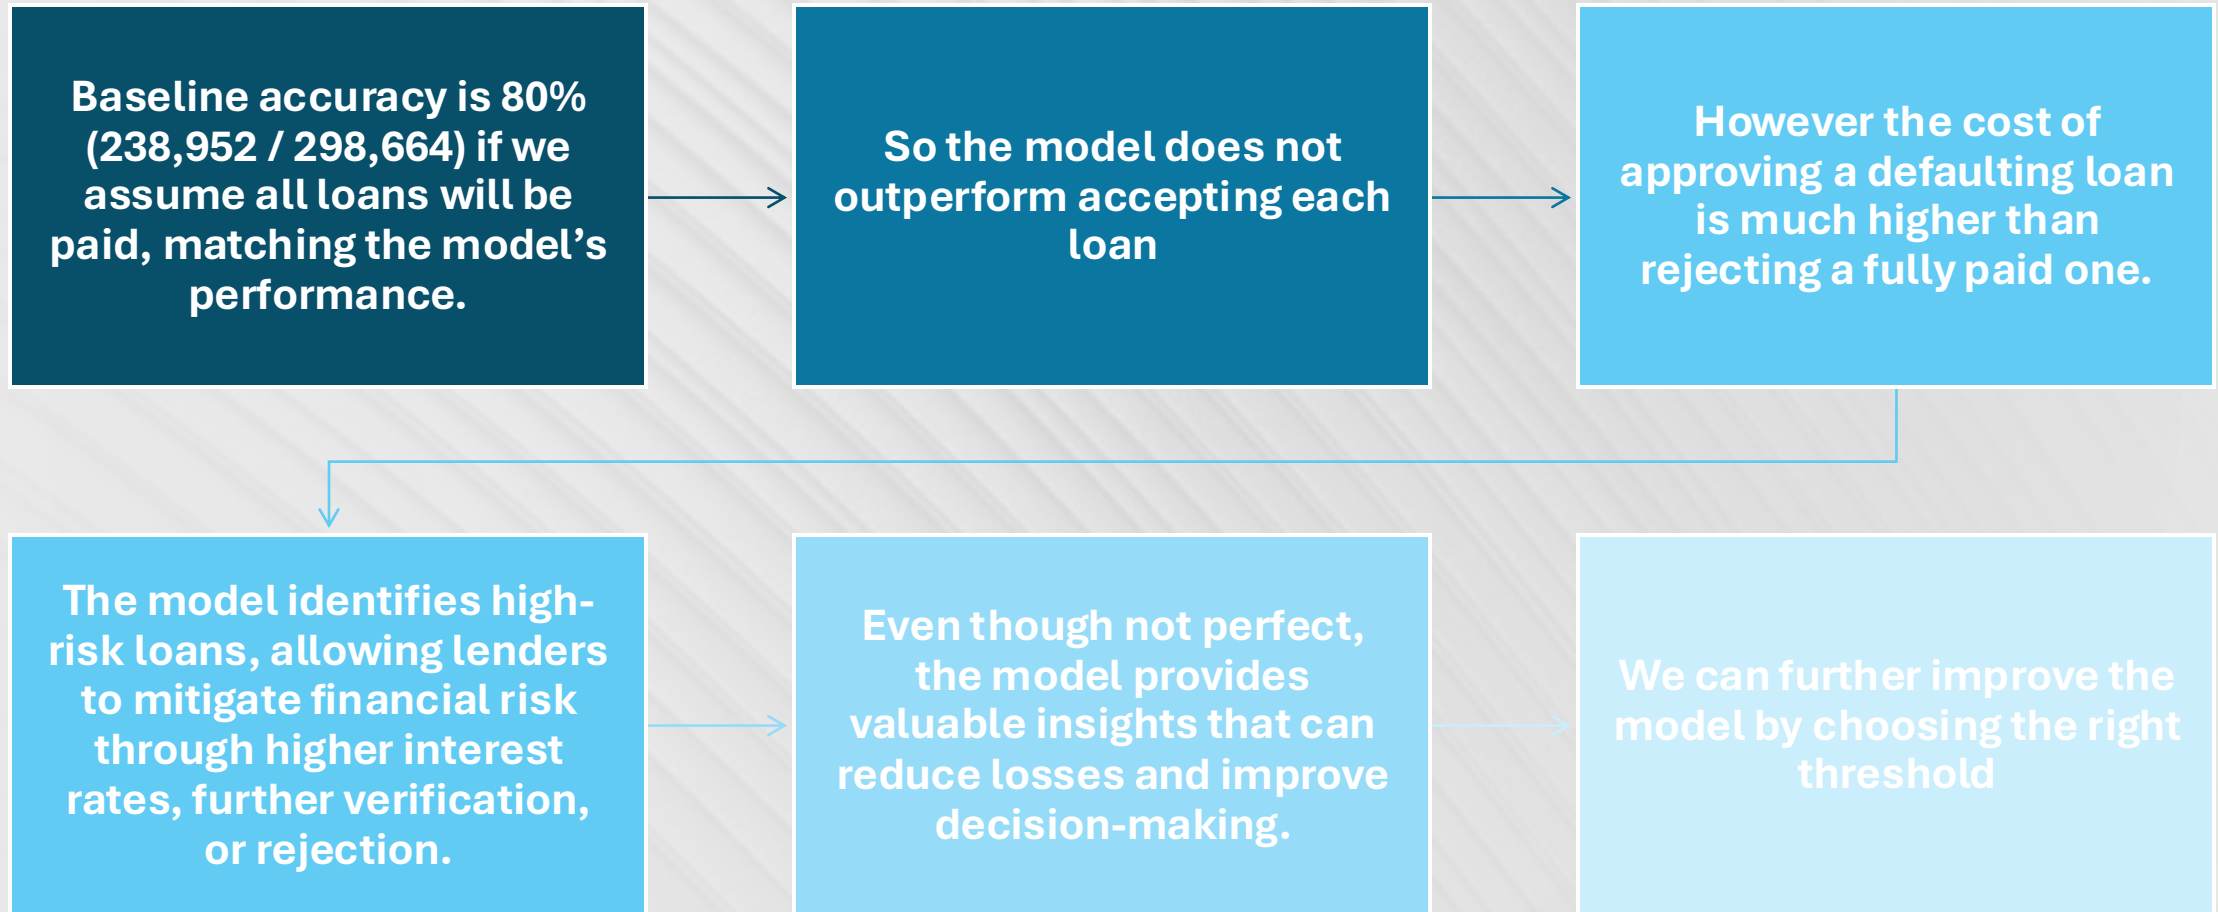 Baseline accuracy is 80%
(238,952 / 298,664) if we
assume all loans will be
paid, matching the model’s
performance.
So the model does not
outperform accepting each
loan
However the cost of
approving a defaulting loan
is much higher than
rejecting a fully paid one.
The model identifies high-
risk loans, allowing lenders
to mitigate financial risk
through higher interest
rates, further verification,
or rejection.
Even though not perfect,
the model provides
valuable insights that can
reduce losses and improve
decision-making.
We can further improve the
model by choosing the right
threshold